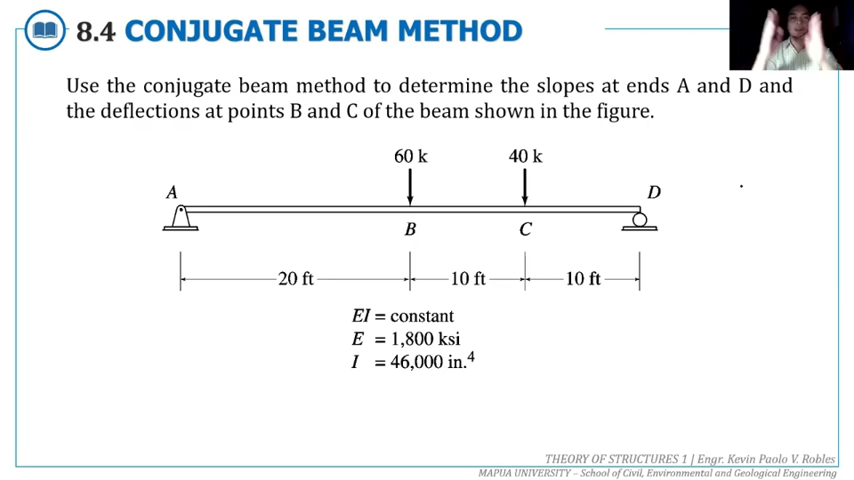 8.4 CONJUGATE BEAM METHOD
Use the conjugate beam method to determine the slopes at ends A and D and
the deflections at points B and C of the beam shown in the figure.
60 k
40 k
A
D
B
C
20 ft
10 ft
10 ft
EI = constant
E = 1,800 ksi
I = 46,000 in.⁴
THEORY OF STRUCTURES 1 | Engr. Kevin Paolo V. Robles
MAPUA UNIVERSITY – School of Civil, Environmental and Geological Engineering